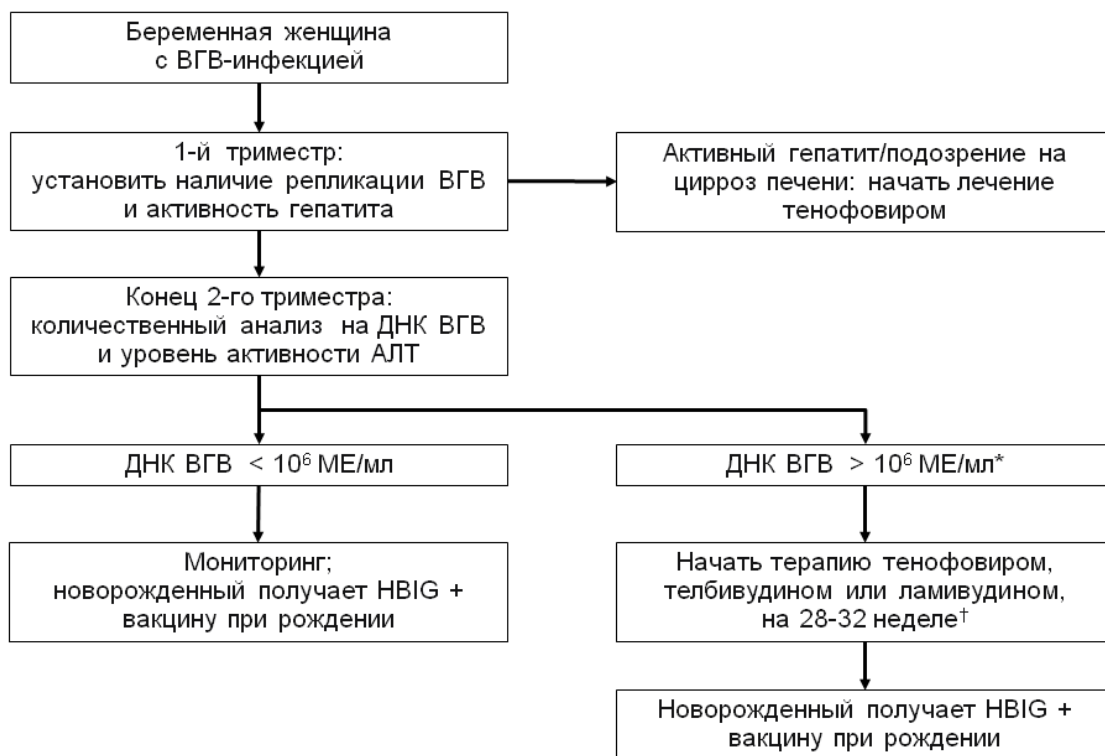 Беременная женщина
с ВГВ-инфекцией
1-й триместр:
установить наличие репликации ВГВ
и активность гепатита
Активный гепатит/подозрение на
цирроз печени: начать лечение
тенофовиром
Конец 2-го триместра:
количественный анализ на ДНК ВГВ
и уровень активности АЛТ
ДНК ВГВ < 10⁶ МЕ/мл
ДНК ВГВ > 10⁶ МЕ/мл*
Мониторинг;
новорожденный получает HBIG +
вакцину при рождении
Начать терапию тенофовиром,
телбивудином или ламивудином,
на 28-32 неделе†
Новорожденный получает HBIG +
вакцину при рождении